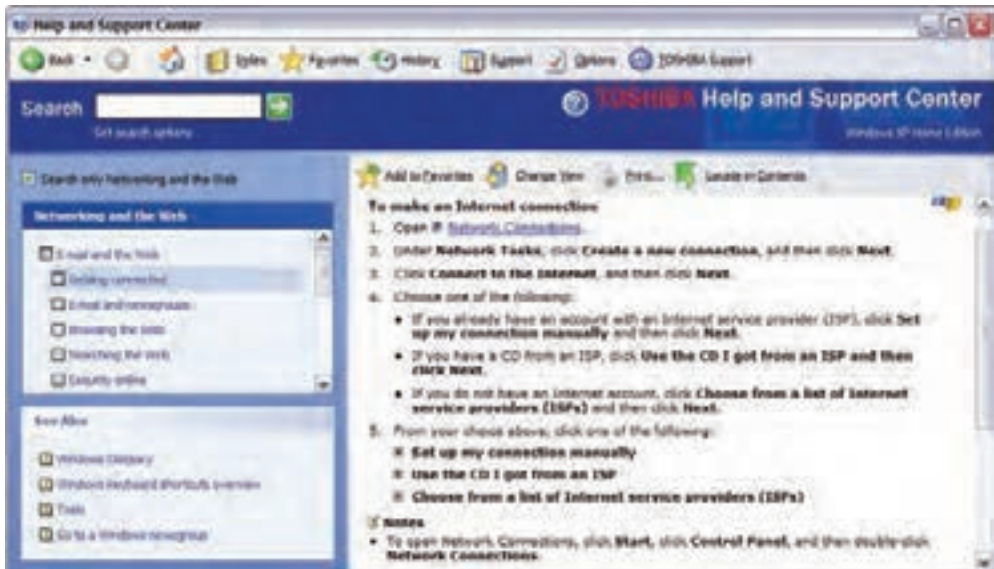 Help and Support Center
Back
Index Favorites History Support Options TOSHIBA Support
Search
Set search options
TOSHIBA Help and Support Center
Windows XP Home Edition
Search only Networking and the Web
Networking and the Web
E-mail and the Web
Getting connected
E-mail and newsgroups
Browsing the Web
Searching the Web
Security online
See Also
Windows Glossary
Windows keyboard shortcuts overview
Tools
Go to a Windows newsgroup
Add to Favorites Change View Print... Locate in Contents
To make an Internet connection
1. Open Network Connections.
2. Under Network Tasks, click Create a new connection, and then click Next.
3. Click Connect to the Internet, and then click Next.
4. Choose one of the following:
• If you already have an account with an Internet service provider (ISP), click Set
up my connection manually and then click Next.
• If you have a CD from an ISP, click Use the CD I got from an ISP and then
click Next.
• If you do not have an Internet account, click Choose from a list of Internet
service providers (ISPs) and then click Next.
5. From your choice above, click one of the following:
Set up my connection manually
Use the CD I got from an ISP
Choose from a list of Internet service providers (ISPs)
Notes
• To open Network Connections, click Start, click Control Panel, and then double-click
Network Connections.